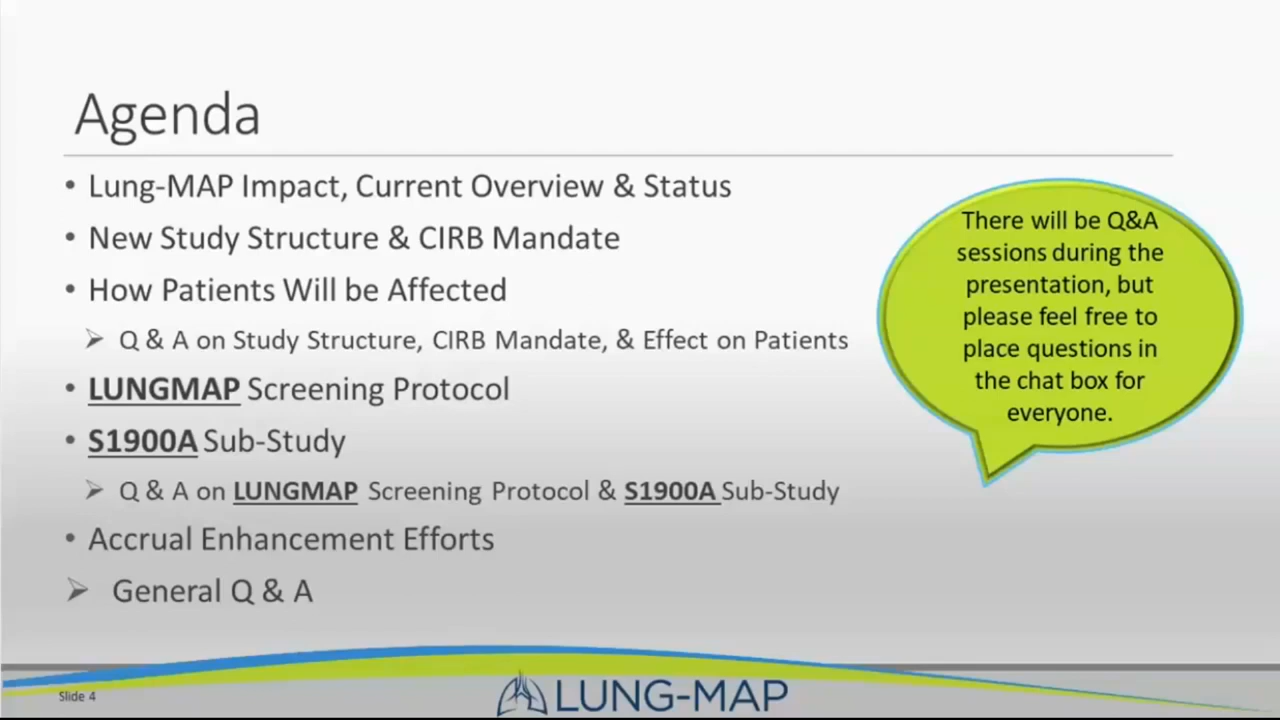 Agenda
• Lung-MAP Impact, Current Overview & Status
• New Study Structure & CIRB Mandate
• How Patients Will be Affected
➢ Q & A on Study Structure, CIRB Mandate, & Effect on Patients
• LUNGMAP Screening Protocol
• S1900A Sub-Study
➢ Q & A on LUNGMAP Screening Protocol & S1900A Sub-Study
• Accrual Enhancement Efforts
➢ General Q & A
There will be Q&A
sessions during the
presentation, but
please feel free to
place questions in
the chat box for
everyone.
Slide 4
LUNG-MAP